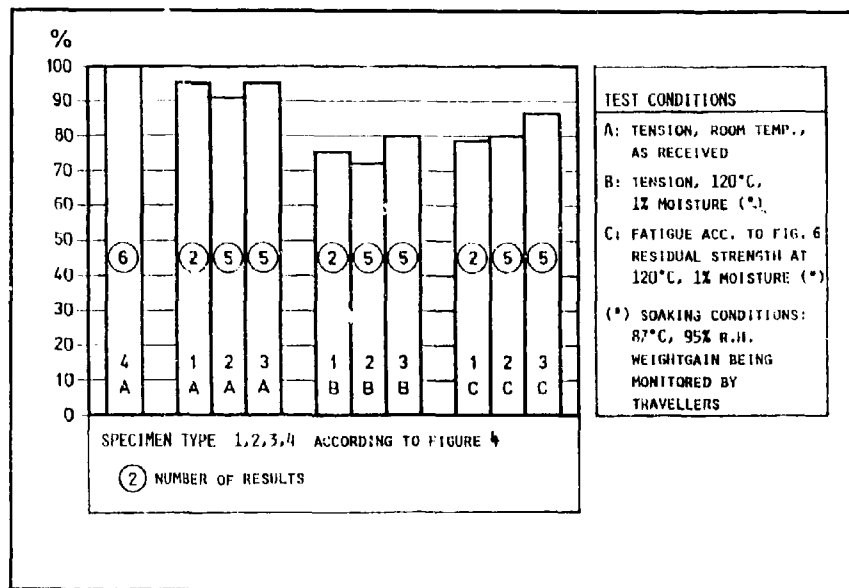 %
100
90
80
70
60
50
40
30
20
10
0
6 2 5 5 2 5 5 2 5 5
4 1 2 3 1 2 3 1 2 3
A A A A B B B C C C
SPECIMEN TYPE 1,2,3,4 ACCORDING TO FIGURE 4
2 NUMBER OF RESULTS
TEST CONDITIONS
A: TENSION, ROOM TEMP.,
AS RECEIVED
B: TENSION, 120°C,
1% MOISTURE (*)
C: FATIGUE ACC. TO FIG. 6
RESIDUAL STRENGTH AT
120°C, 1% MOISTURE (*)
(*) SOAKING CONDITIONS:
87°C, 95% R.H.
WEIGHTGAIN BEING
MONITORED BY
TRAVELLERS